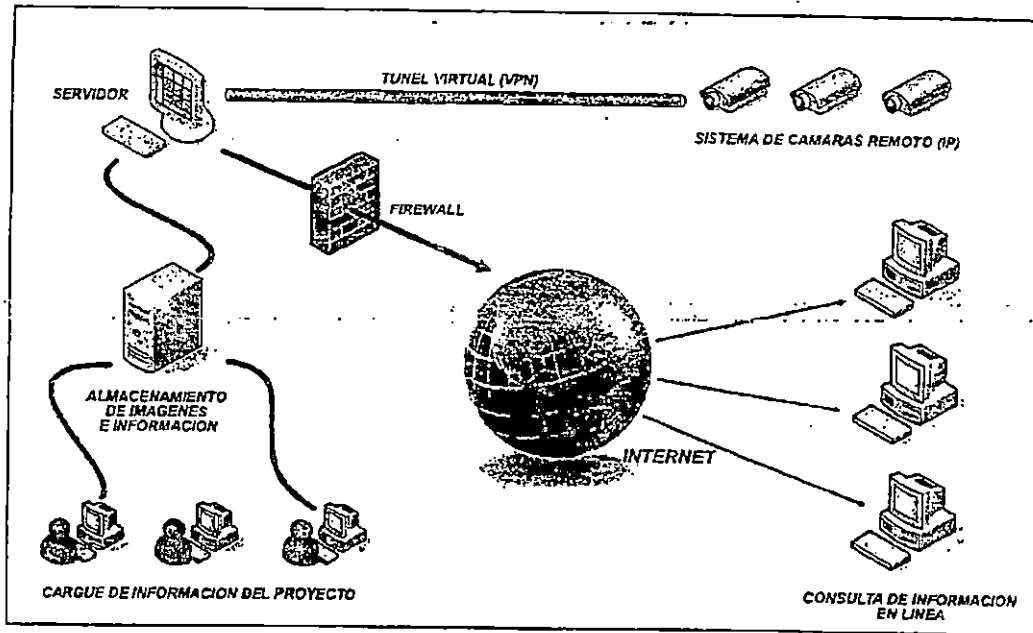 TUNEL VIRTUAL (VPN)
SERVIDOR
SISTEMA DE CAMARAS REMOTO (IP)
FIREWALL
ALMACENAMIENTO
DE IMAGENES
E INFORMACION
INTERNET
CARGUE DE INFORMACION DEL PROYECTO
CONSULTA DE INFORMACION
EN LINEA